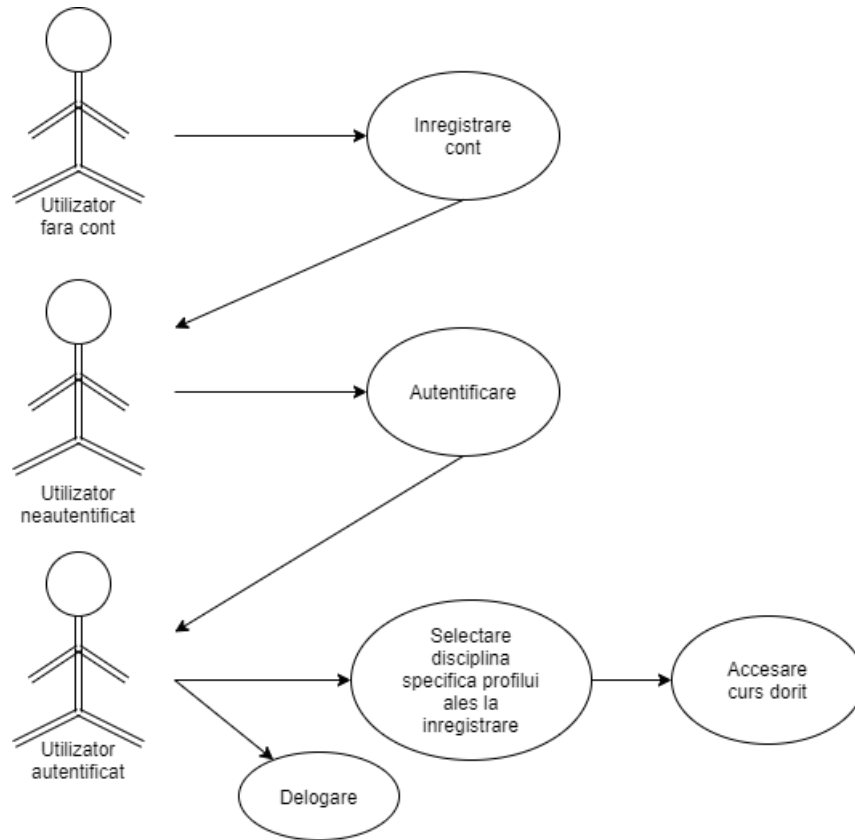 Inregistrare
cont
Utilizator
fara cont
Autentificare
Utilizator
neautentificat
Selectare
disciplina
specifica profilui
ales la
inregistrare
Accesare
curs dorit
Utilizator
autentificat
Delogare